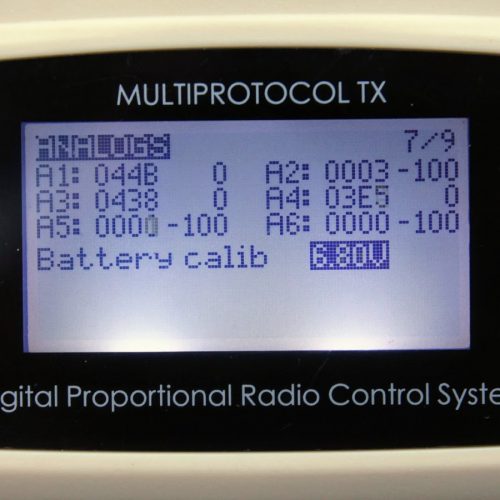 MULTIPROTOCOL TX
ANALOGS 7/9
A1: 044B 0 A2: 0003 -100
A3: 0438 0 A4: 03E5 0
A5: 0000 -100 A6: 0000 -100
Battery calib 6.80V
igital Proportional Radio Control Syste